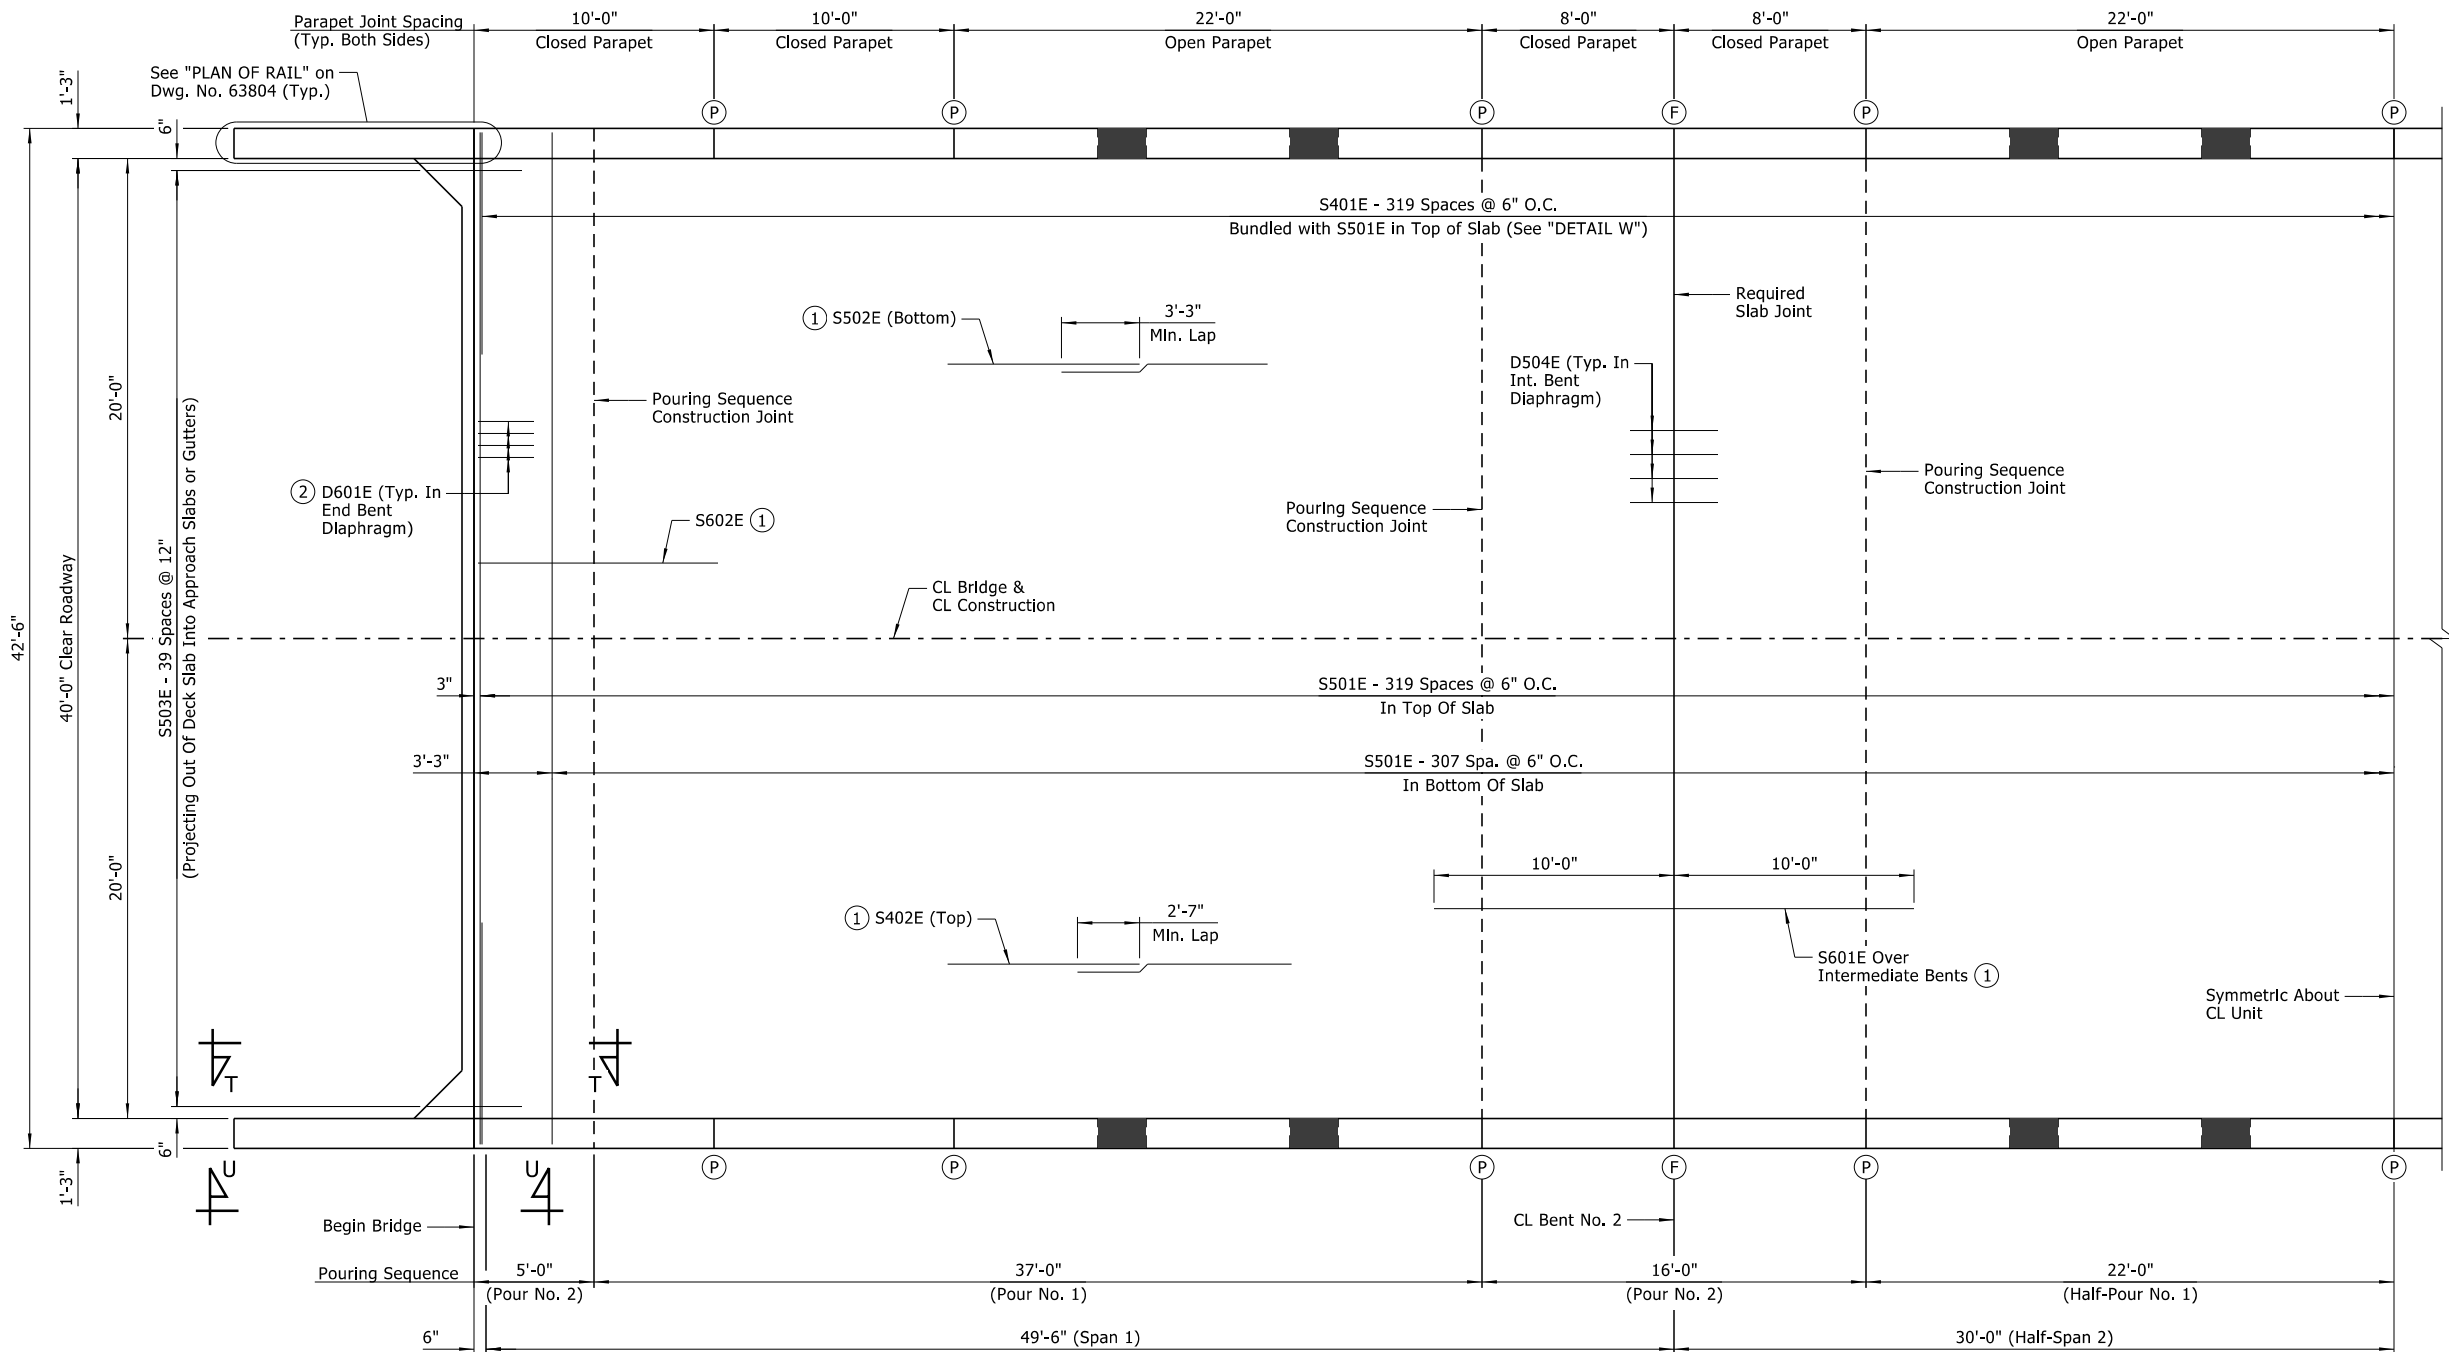 Parapet Joint Spacing
(Typ. Both Sides)
10'-0"
Closed Parapet
10'-0"
Closed Parapet
22'-0"
Open Parapet
8'-0"
Closed Parapet
8'-0"
Closed Parapet
22'-0"
Open Parapet
See "PLAN OF RAIL" on
Dwg. No. 63804 (Typ.)
1'-3"
6"
P
P
P
F
P
P
S401E - 319 Spaces @ 6" O.C.
Bundled with S501E in Top of Slab (See "DETAIL W")
Required
Slab Joint
1 S502E (Bottom)
3'-3"
Min. Lap
D504E (Typ. In
Int. Bent
Diaphragm)
Pouring Sequence
Construction Joint
20'-0"
Pouring Sequence
Construction Joint
2 D601E (Typ. In
End Bent
Diaphragm)
Pouring Sequence
Construction Joint
S602E 1
CL Bridge &
CL Construction
42'-6"
40'-0" Clear Roadway
S503E - 39 Spaces @ 12"
(Projecting Out Of Deck Slab Into Approach Slabs or Gutters)
3"
S501E - 319 Spaces @ 6" O.C.
In Top Of Slab
3'-3"
S501E - 307 Spa. @ 6" O.C.
In Bottom Of Slab
20'-0"
10'-0"
10'-0"
1 S402E (Top)
2'-7"
Min. Lap
S601E Over
Intermediate Bents 1
Symmetric About
CL Unit
T
T
6"
1'-3"
U
U
P
P
P
F
P
P
Begin Bridge
CL Bent No. 2
Pouring Sequence
5'-0"
(Pour No. 2)
37'-0"
(Pour No. 1)
16'-0"
(Pour No. 2)
22'-0"
(Half-Pour No. 1)
6"
49'-6" (Span 1)
30'-0" (Half-Span 2)